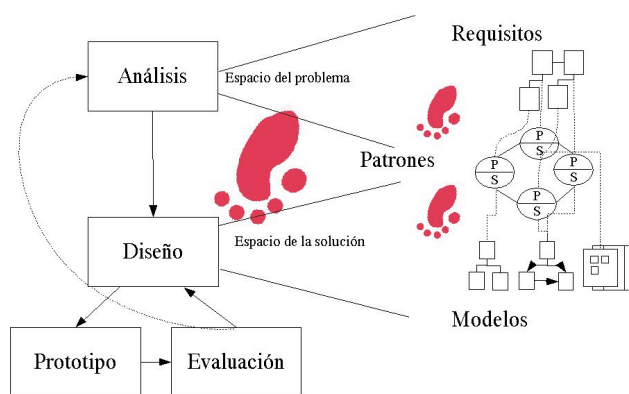 Requisitos
Análisis
Espacio del problema
Patrones
P
S
P
S
P
S
P
S
Diseño
Espacio de la solución
Modelos
Prototipo
Evaluación